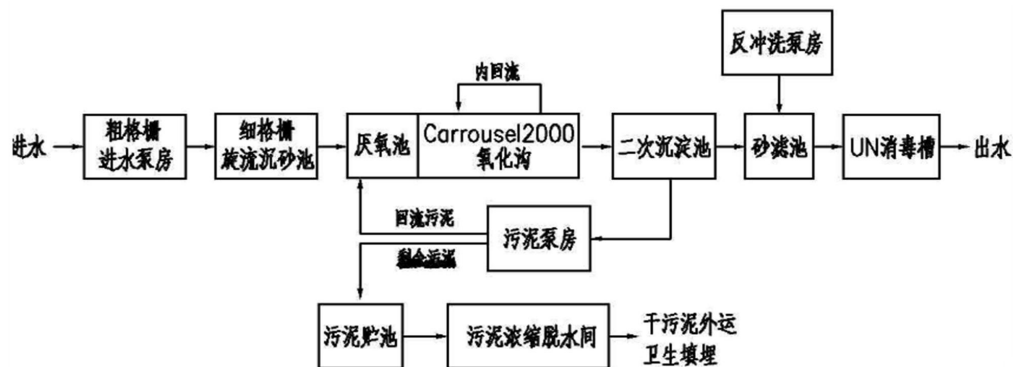 反冲洗泵房
内回流
进水
粗格栅
进水泵房
细格栅
旋流沉砂池
厌氧池
Carrousel2000
氧化沟
二次沉淀池
砂滤池
UN消毒槽
出水
回流污泥
剩余污泥
污泥泵房
污泥贮池
污泥浓缩脱水间
干污泥外运
卫生填埋